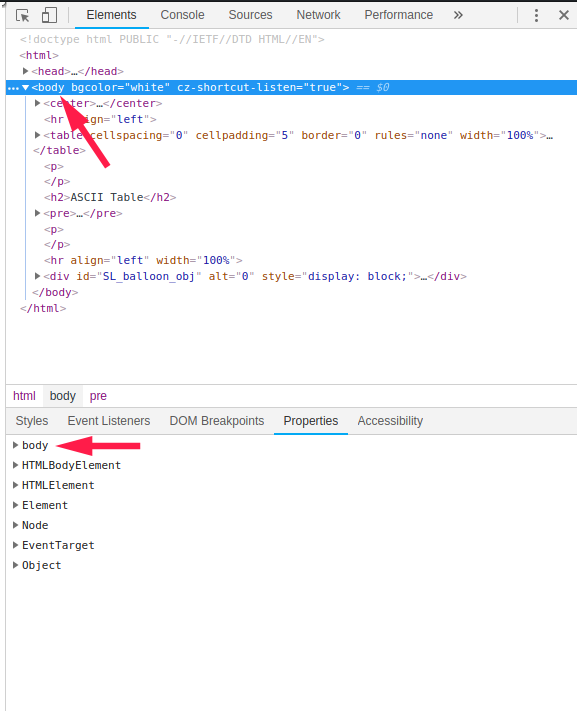 Elements Console Sources Network Performance »
<!doctype html PUBLIC "-//IETF//DTD HTML//EN">
<html>
<head>…</head>
<body bgcolor="white" cz-shortcut-listen="true"> == $0
<center>…</center>
<hr align="left">
<table cellspacing="0" cellpadding="5" border="0" rules="none" width="100%">…
</table>
<p>
</p>
<h2>ASCII Table</h2>
<pre>…</pre>
<p>
</p>
<hr align="left" width="100%">
<div id="SL_balloon_obj" alt="0" style="display: block;">…</div>
</body>
</html>
html body pre
Styles Event Listeners DOM Breakpoints Properties Accessibility
body
HTMLBodyElement
HTMLElement
Element
Node
EventTarget
Object